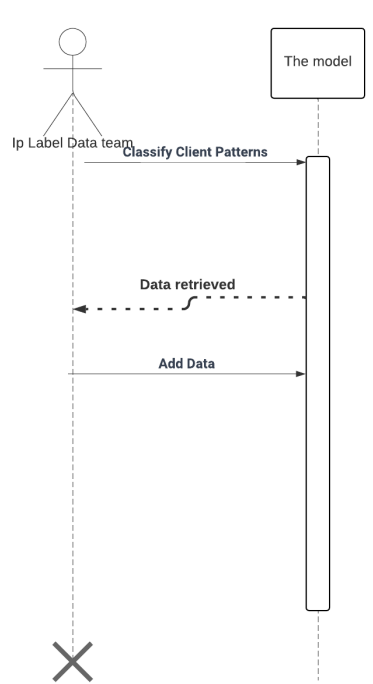 The model
Ip Label Data team
Classify Client Patterns
Data retrieved
Add Data